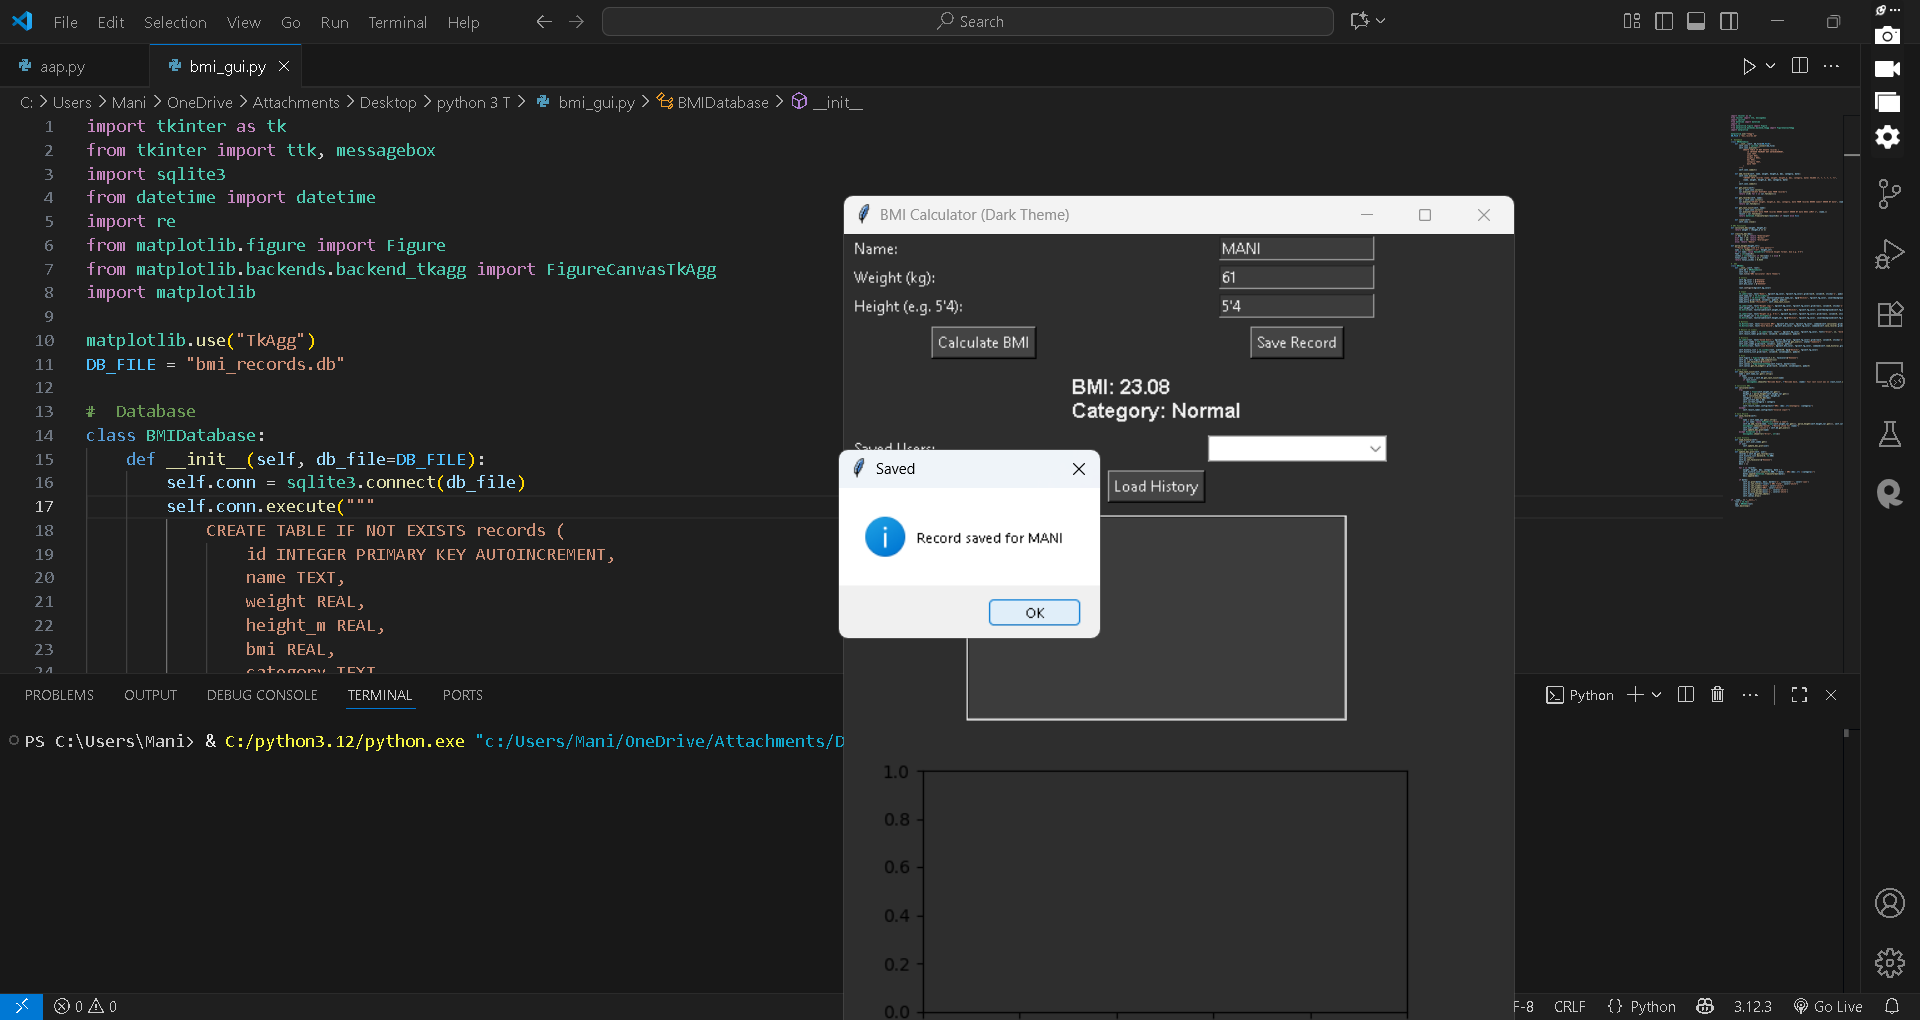 File Edit Selection View Go Run Terminal Help
Search
aap.py
bmi_gui.py
C: > Users > Mani > OneDrive > Attachments > Desktop > python 3 T > bmi_gui.py > BMIDatabase > __init__
1 import tkinter as tk
2 from tkinter import ttk, messagebox
3 import sqlite3
4 from datetime import datetime
5 import re
6 from matplotlib.figure import Figure
7 from matplotlib.backends.backend_tkagg import FigureCanvasTkAgg
8 import matplotlib
9
10 matplotlib.use("TkAgg")
11 DB_FILE = "bmi_records.db"
12
13 # Database
14 class BMIDatabase:
15 def __init__(self, db_file=DB_FILE):
16 self.conn = sqlite3.connect(db_file)
17 self.conn.execute("""
18 CREATE TABLE IF NOT EXISTS records (
19 id INTEGER PRIMARY KEY AUTOINCREMENT,
20 name TEXT,
21 weight REAL,
22 height_m REAL,
23 bmi REAL,
24 category TEXT
BMI Calculator (Dark Theme)
Name: MANI
Weight (kg): 61
Height (e.g. 5'4): 5'4
Calculate BMI Save Record
BMI: 23.08
Category: Normal
Saved Users:
Load History
Saved
Record saved for MANI
OK
1.0
0.8
0.6
0.4
0.2
0.0
PROBLEMS OUTPUT DEBUG CONSOLE TERMINAL PORTS
Python
PS C:\Users\Mani> & C:/python3.12/python.exe "c:/Users/Mani/OneDrive/Attachments/D
0 0
F-8 CRLF {} Python 3.12.3 Go Live